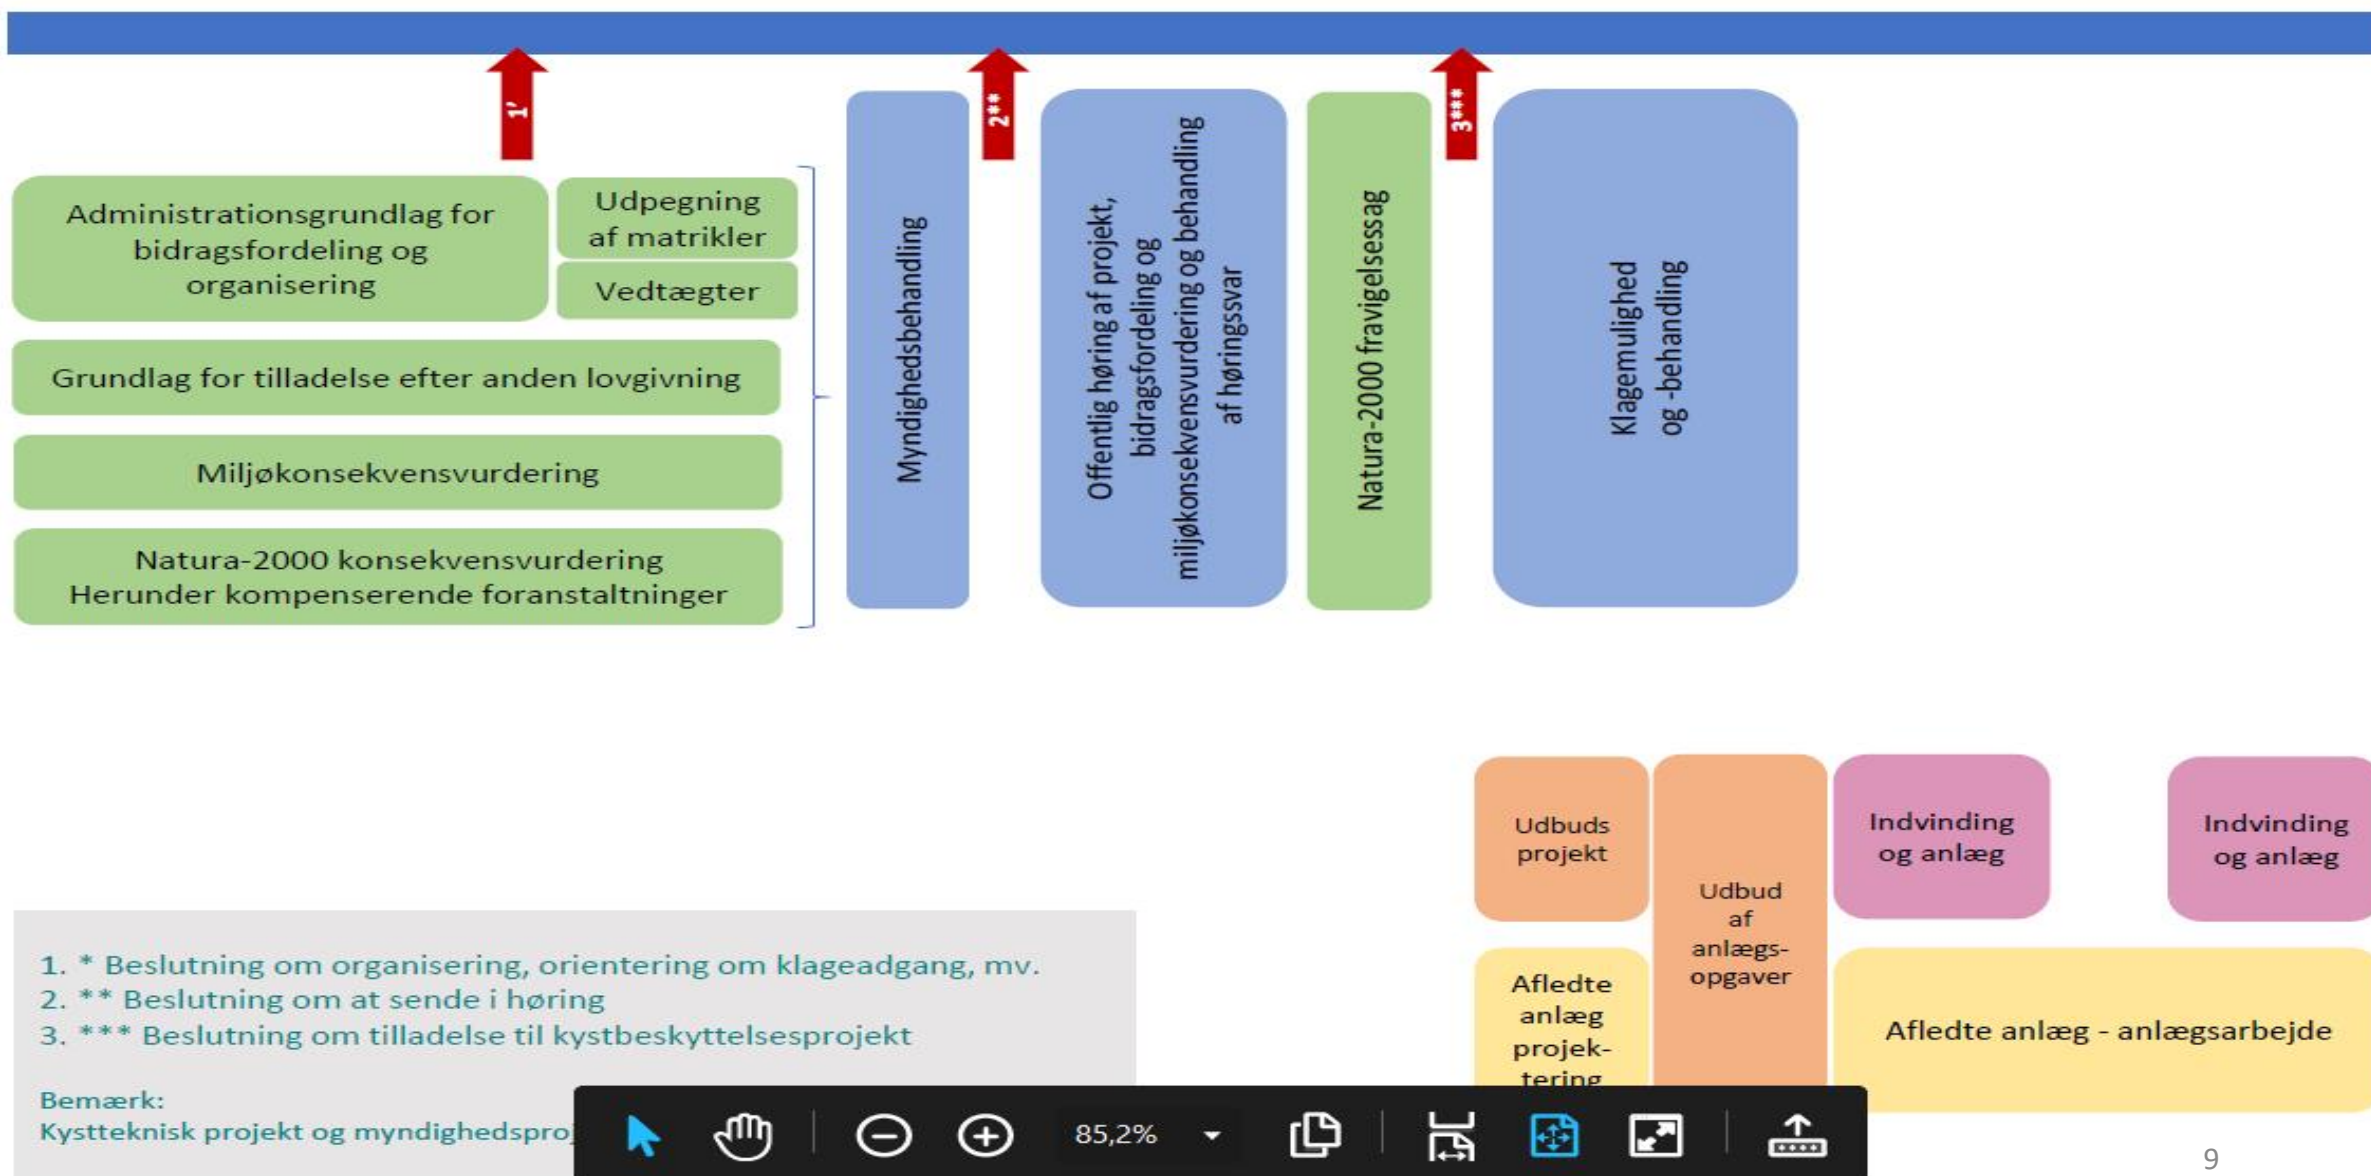 1'
2**
3***
Administrationsgrundlag for
bidragsfordeling og
organisering
Udpegning
af matrikler
Vedtægter
Grundlag for tilladelse efter anden lovgivning
Miljøkonsekvensvurdering
Natura-2000 konsekvensvurdering
Herunder kompenserende foranstaltninger
Myndighedsbehandling
Offentlig høring af projekt,
bidragsfordeling og
miljøkonsekvensvurdering og behandling
af høringssvar
Natura-2000 fravigelsessag
Klagemulighed
og -behandling
Udbuds
projekt
Udbud
af
anlægs-
opgaver
Indvinding
og anlæg
Indvinding
og anlæg
Afledte
anlæg
projek-
tering
Afledte anlæg - anlægsarbejde
1. * Beslutning om organisering, orientering om klageadgang, mv.
2. ** Beslutning om at sende i høring
3. *** Beslutning om tilladelse til kystbeskyttelsesprojekt
Bemærk:
Kystteknisk projekt og myndighedsproj
85,2%
9